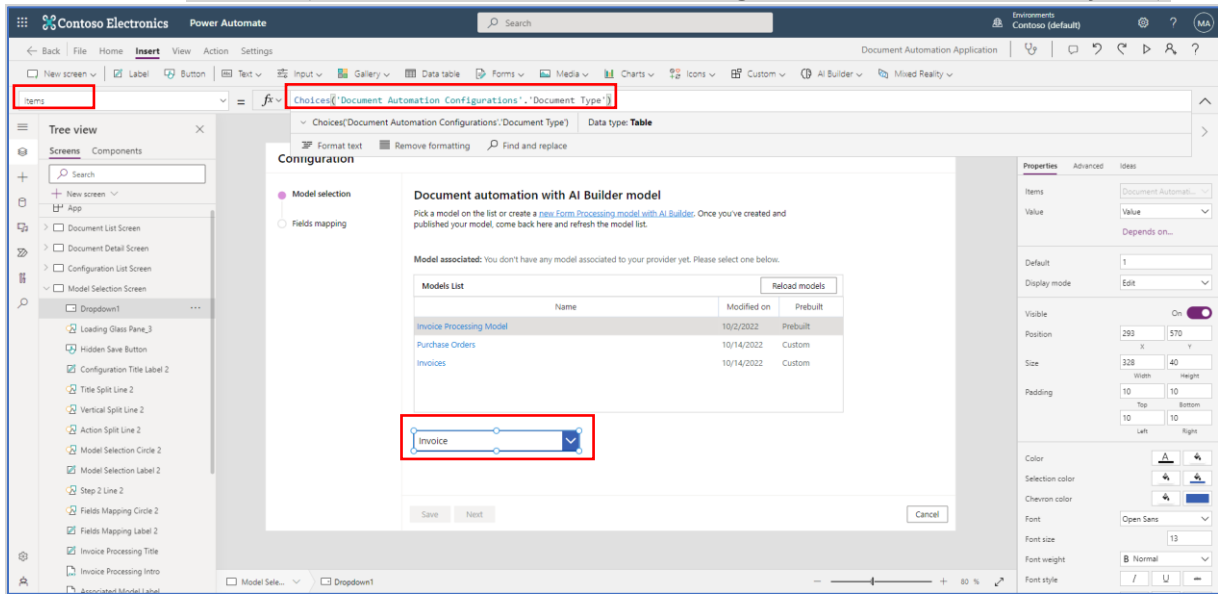 Contoso Electronics Power Automate Search Environments
Contoso (default) ? MA
Back File Home Insert View Action Settings Document Automation Application ?
New screen Label Button Text Input Gallery Data table Forms Media Charts Icons Custom AI Builder Mixed Reality
Items = fx Choices('Document Automation Configurations'.'Document Type')
Choices('Document Automation Configurations'.'Document Type') Data type: Table
Format text Remove formatting Find and replace
Tree view
Screens Components
Search
New screen
App
Document List Screen
Document Detail Screen
Configuration List Screen
Model Selection Screen
Dropdown1 ...
Loading Glass Pane_3
Hidden Save Button
Configuration Title Label 2
Title Split Line 2
Vertical Split Line 2
Action Split Line 2
Model Selection Circle 2
Model Selection Label 2
Step 2 Line 2
Fields Mapping Circle 2
Fields Mapping Label 2
Invoice Processing Title
Invoice Processing Intro
Associated Model Label
Configuration
Model selection
Fields mapping
Document automation with AI Builder model
Pick a model on the list or create a new Form Processing model with AI Builder. Once you've created and
published your model, come back here and refresh the model list.
Model associated: You don't have any model associated to your provider yet. Please select one below.
Models List Reload models
Name Modified on Prebuilt
Invoice Processing Model 10/2/2022 Prebuilt
Purchase Orders 10/14/2022 Custom
Invoices 10/14/2022 Custom
Invoice
Save Next Cancel
Model Sele... Dropdown1 − + 80 %
Properties Advanced Ideas
Items Document Automati...
Value Value
Depends on...
Default 1
Display mode Edit
Visible On
Position 293 570
X Y
Size 328 40
Width Height
Padding 10 10
Top Bottom
10 10
Left Right
Color A
Selection color
Chevron color
Font Open Sans
Font size 13
Font weight B Normal
Font style / U abc